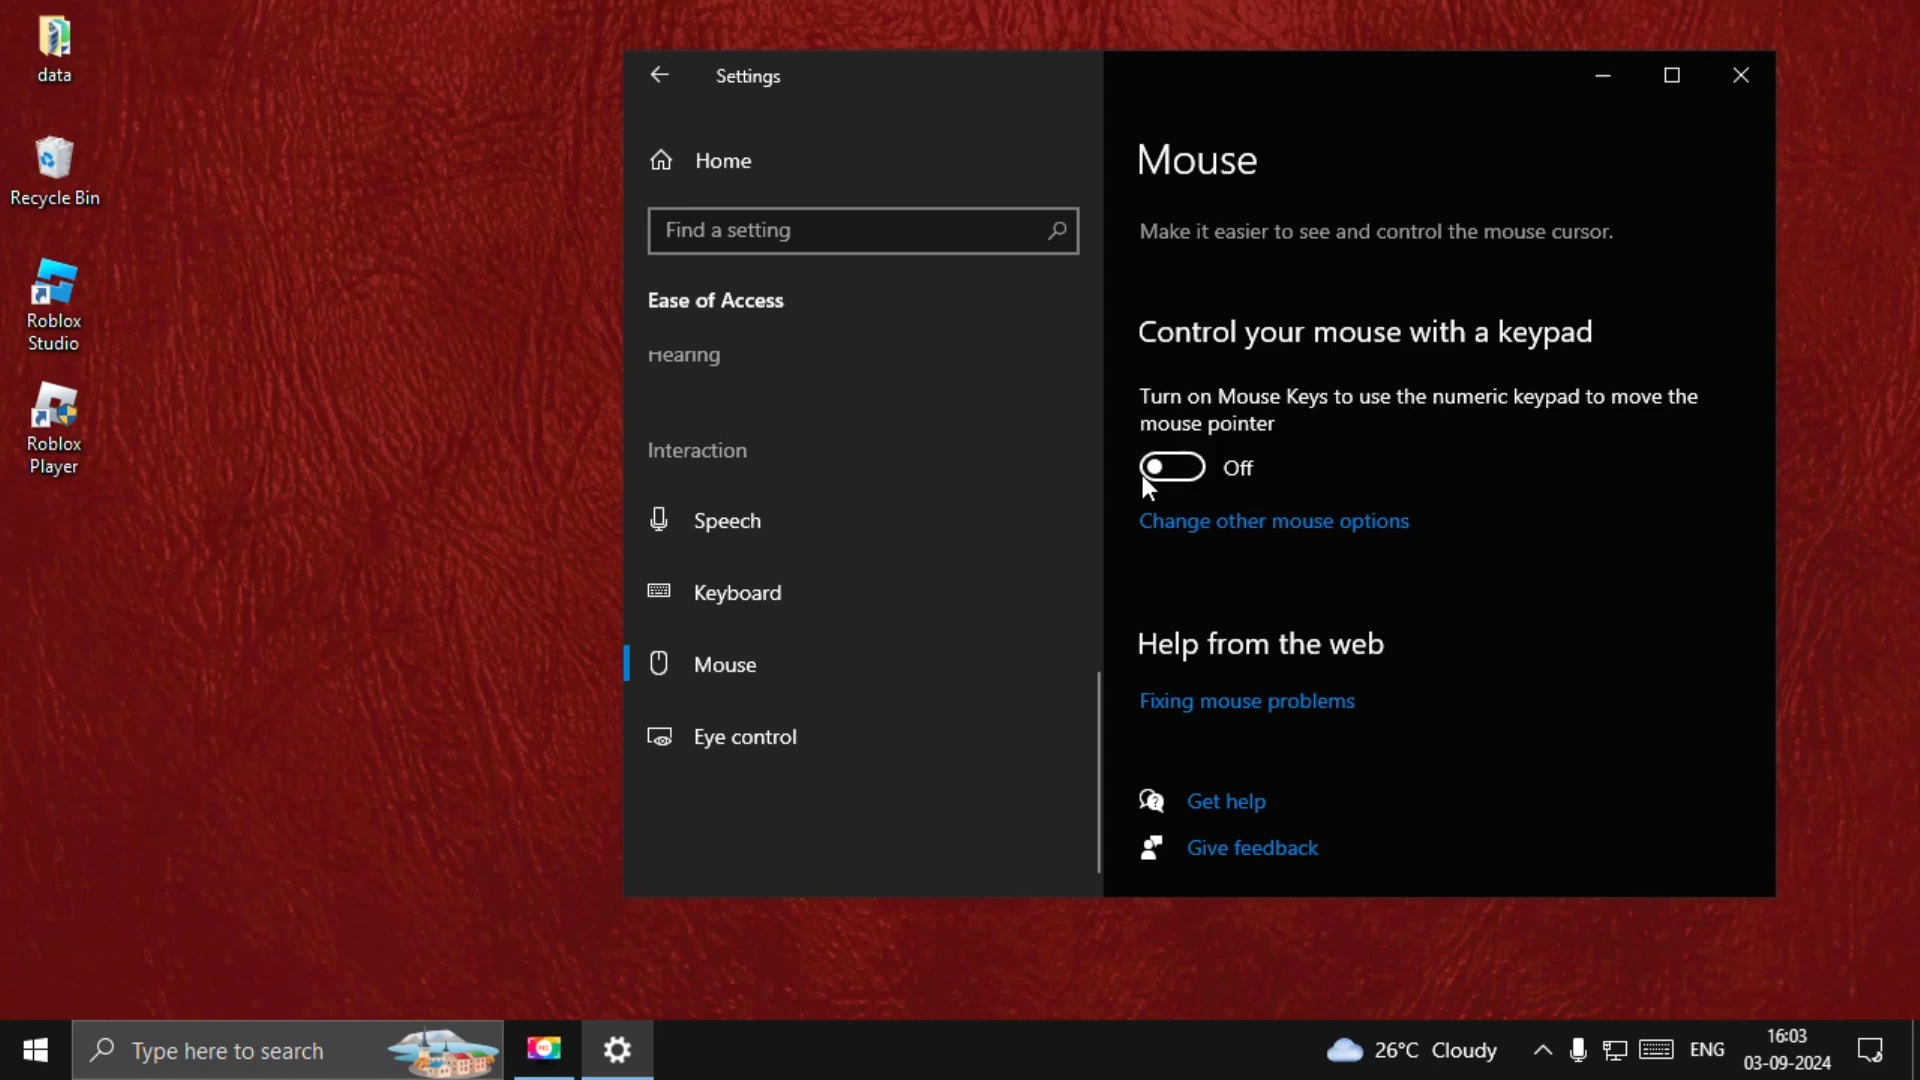 data
Recycle Bin
Roblox
Studio
Roblox
Player
Settings
Home
Find a setting
Ease of Access
Hearing
Interaction
Speech
Keyboard
Mouse
Eye control
Mouse
Make it easier to see and control the mouse cursor.
Control your mouse with a keypad
Turn on Mouse Keys to use the numeric keypad to move the
mouse pointer
Off
Change other mouse options
Help from the web
Fixing mouse problems
Get help
Give feedback
Type here to search
26°C Cloudy
ENG
16:03
03-09-2024